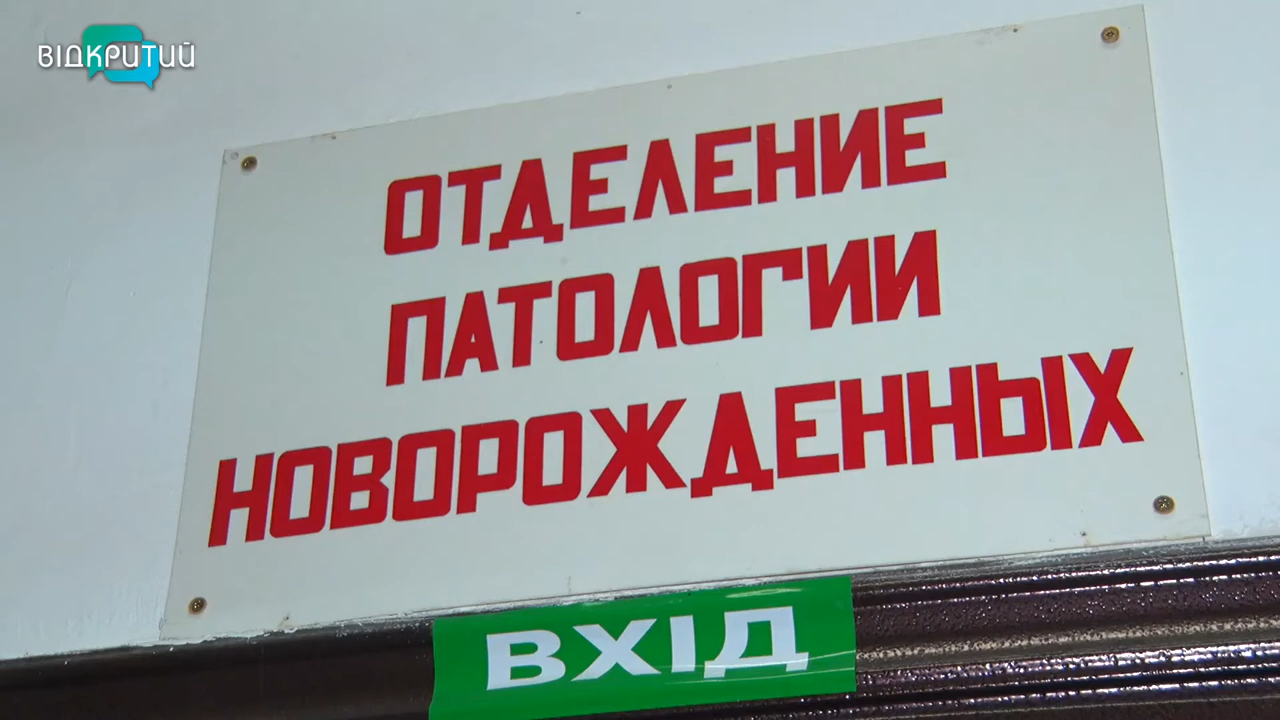 ВІДКРИТИЙ
ОТДЕЛЕНИЕ
ПАТОЛОГИИ
НОВОРОЖДЕННЫХ
ВХІД